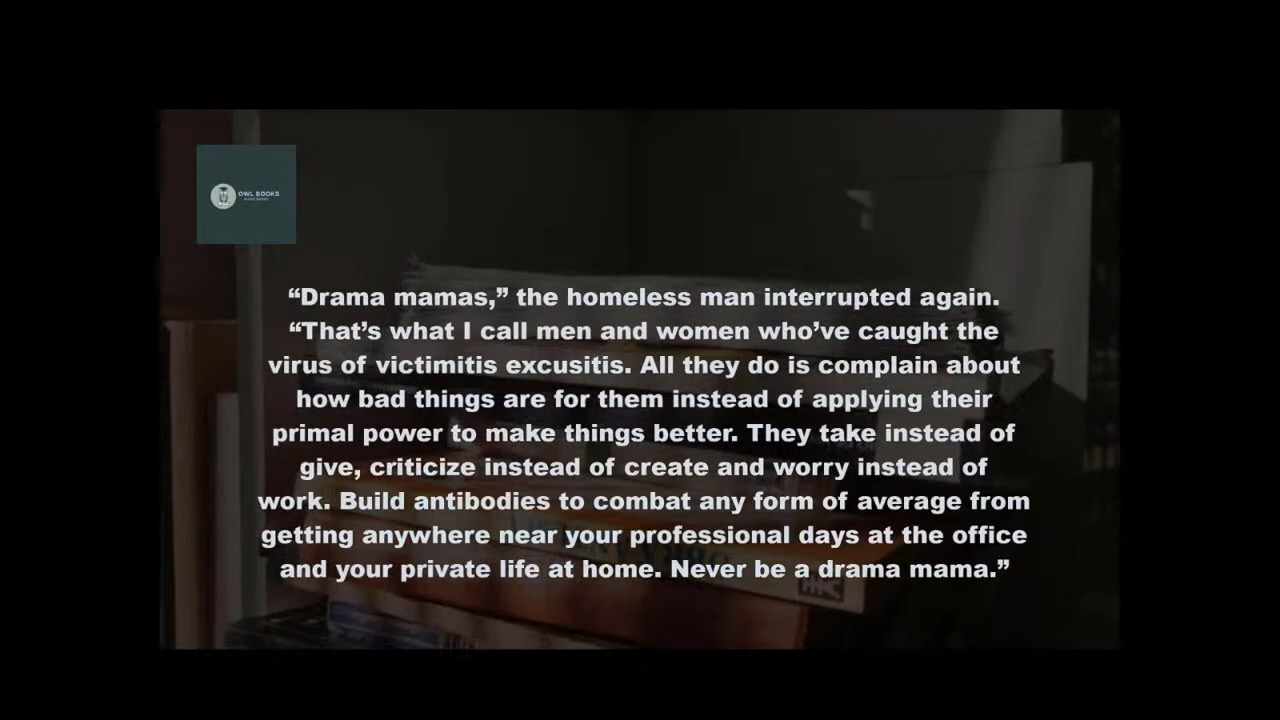 OWL BOOKS
“Drama mamas,” the homeless man interrupted again.
“That’s what I call men and women who’ve caught the
virus of victimitis excusitis. All they do is complain about
how bad things are for them instead of applying their
primal power to make things better. They take instead of
give, criticize instead of create and worry instead of
work. Build antibodies to combat any form of average from
getting anywhere near your professional days at the office
and your private life at home. Never be a drama mama.”